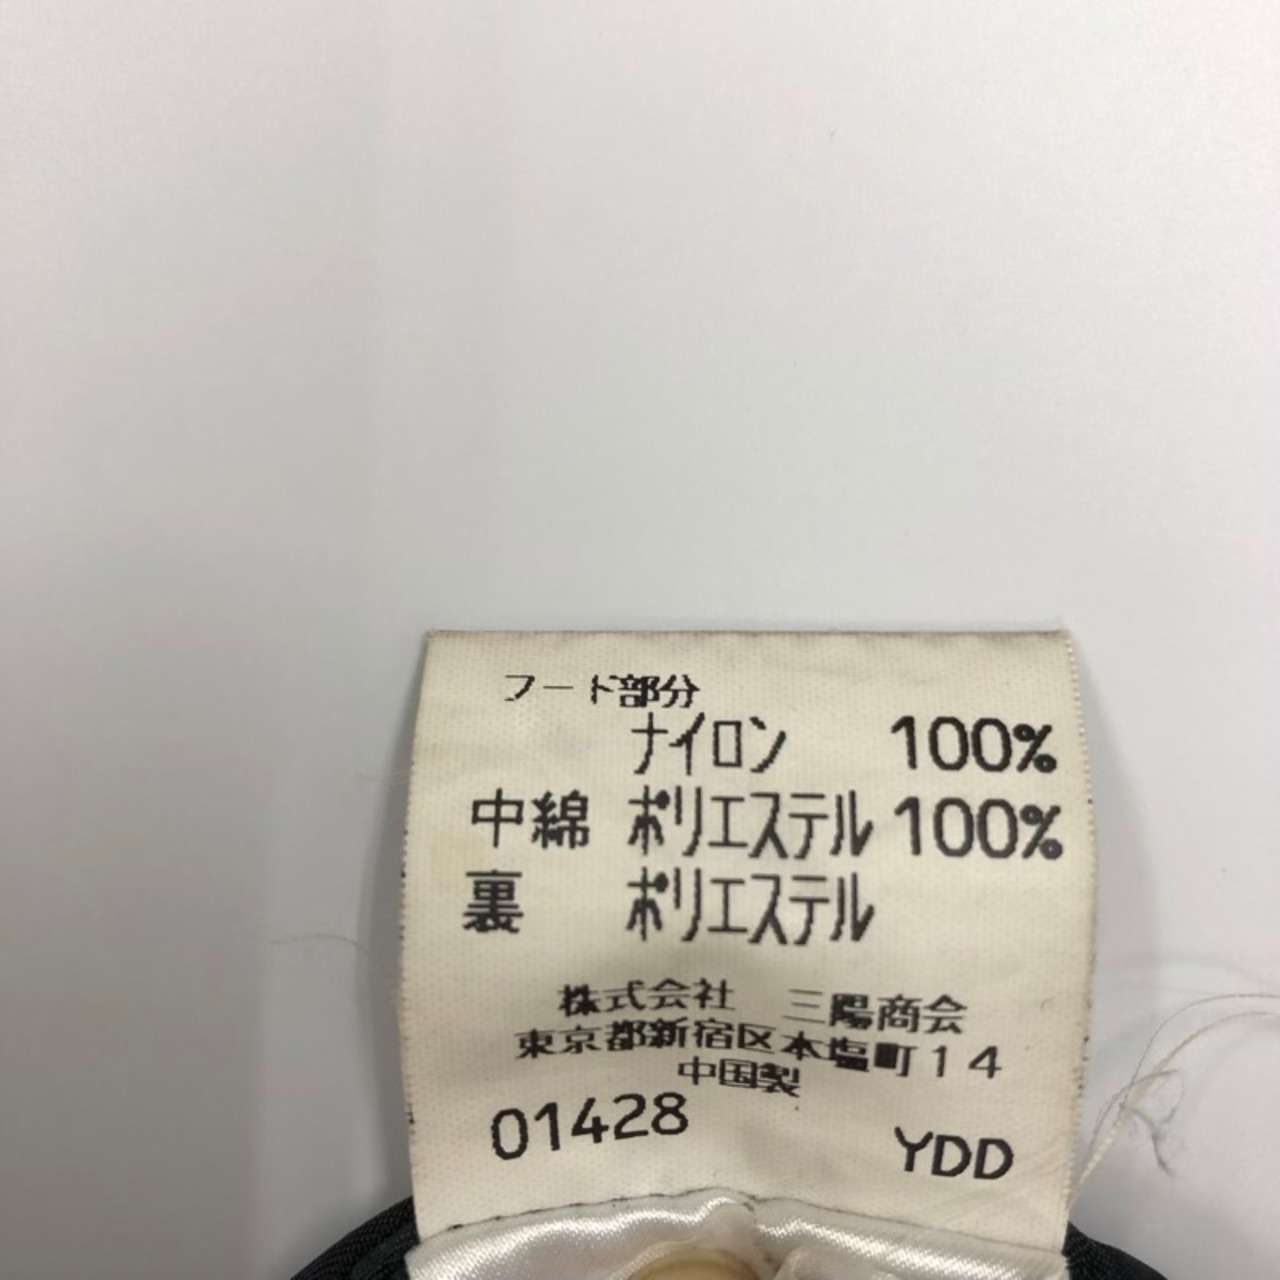 フード部分
ナイロン 100%
中綿 ポリエステル 100%
裏 ポリエステル
株式会社 三陽商会
東京都新宿区本塩町14
中国製
01428 YDD